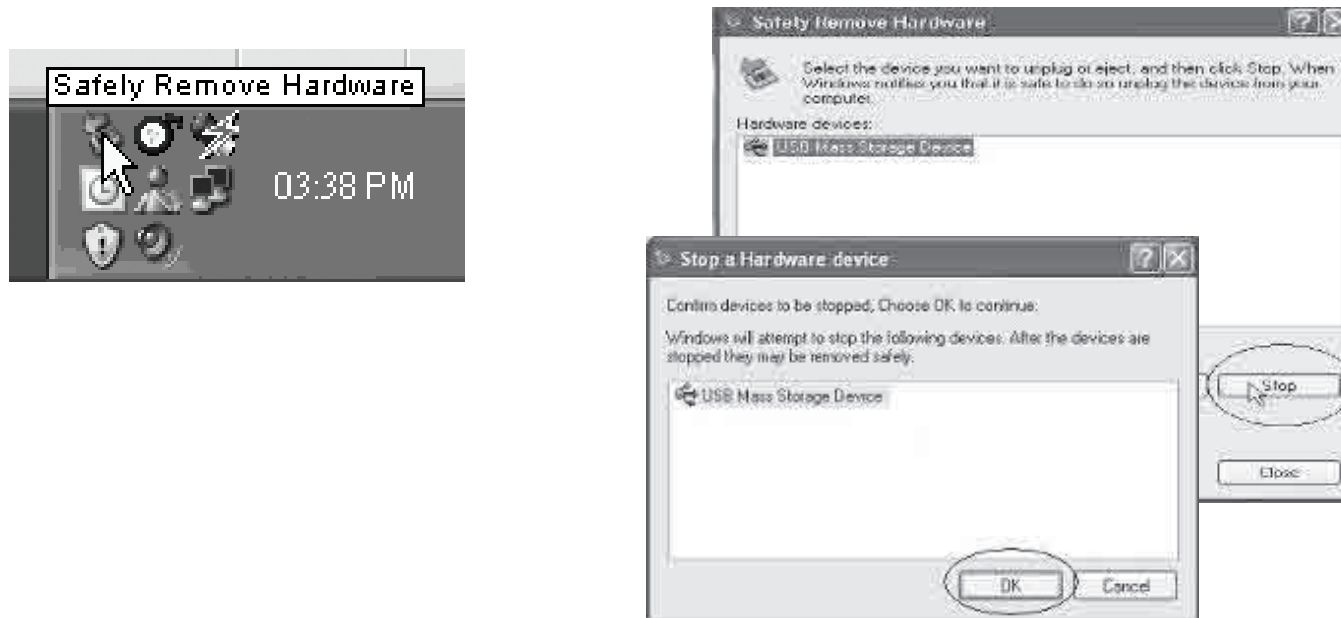 Safely Remove Hardware
03:38 PM
Safely Remove Hardware
Select the device you want to unplug or eject, and then click Stop. When
Windows notifies you that it is safe to do so unplug the device from your
computer.
Hardware devices:
USB Mass Storage Device
Stop
Close
Stop a Hardware device
Confirm devices to be stopped, Choose OK to continue.
Windows will attempt to stop the following devices. After the devices are
stopped they may be removed safely.
USB Mass Storage Device
OK
Cancel